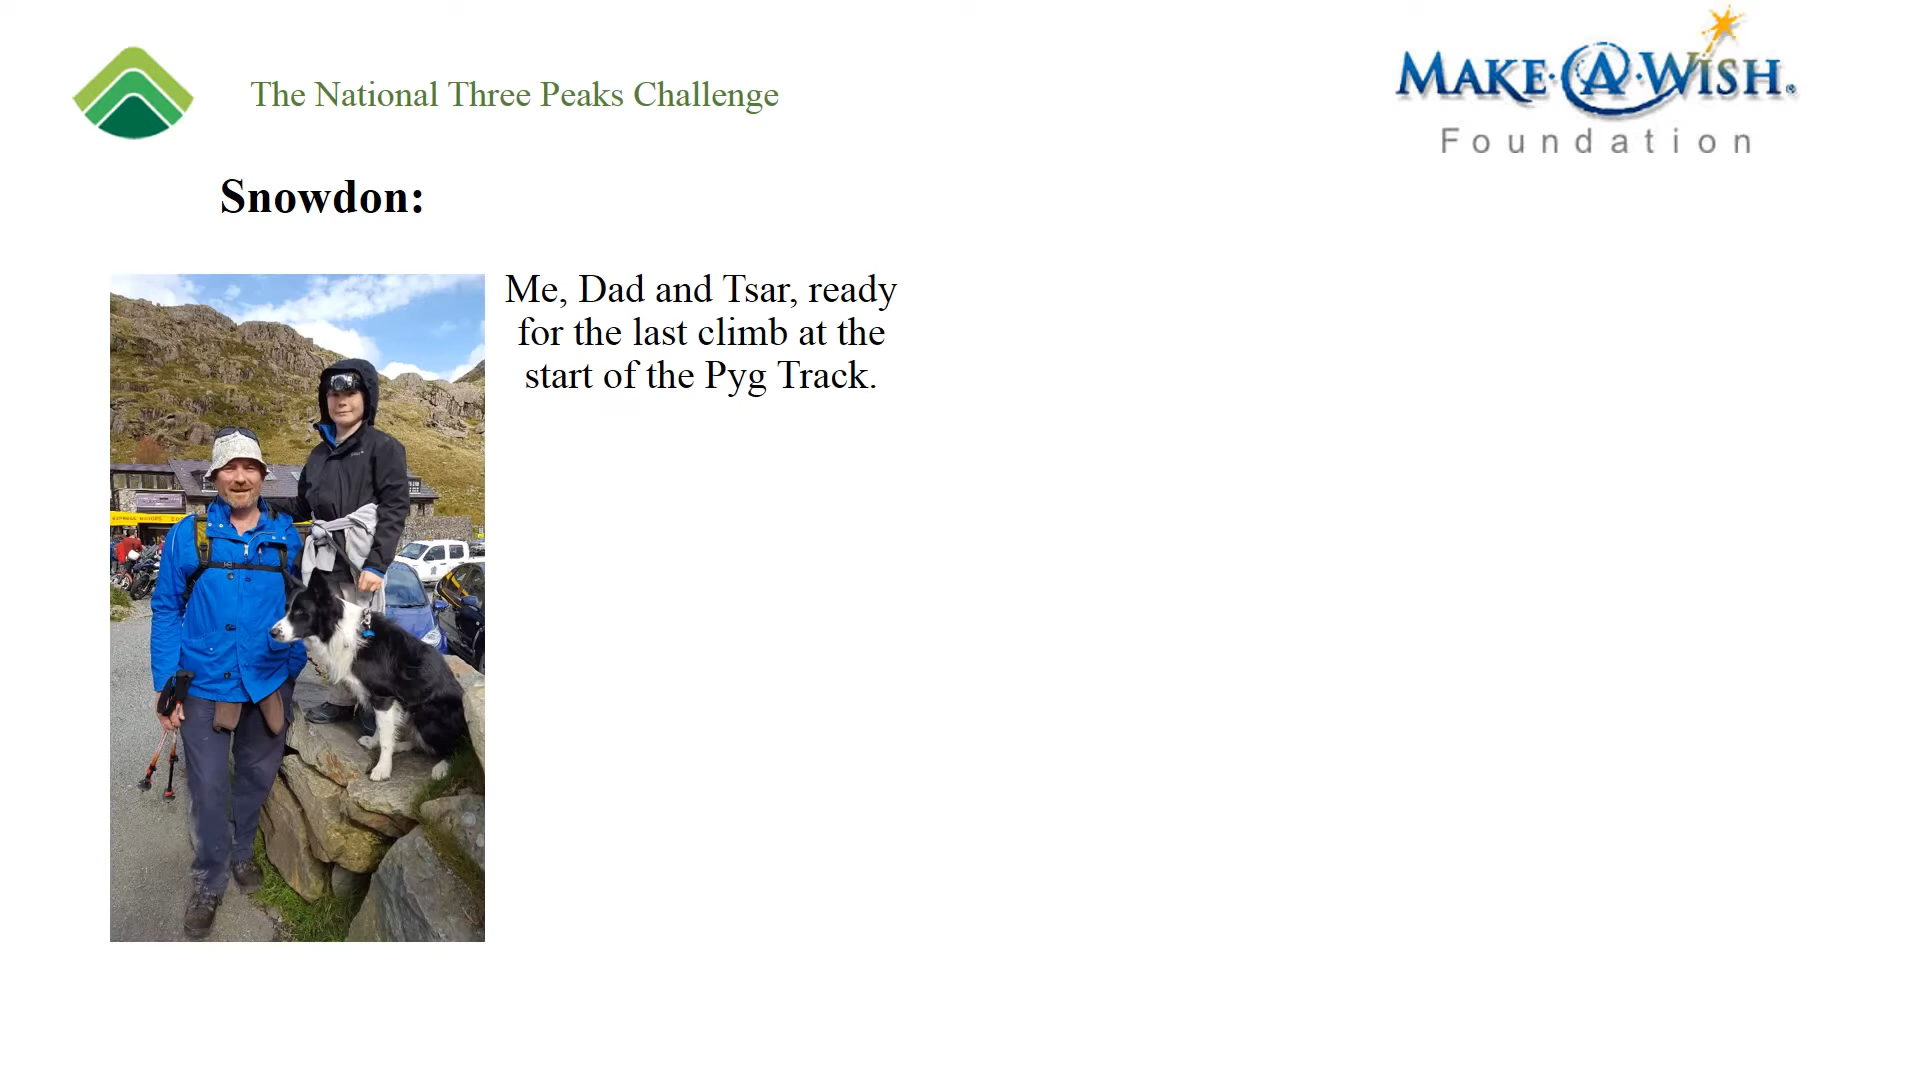 The National Three Peaks Challenge
MAKE·A·WISH®
Foundation
Snowdon:
Me, Dad and Tsar, ready
for the last climb at the
start of the Pyg Track.